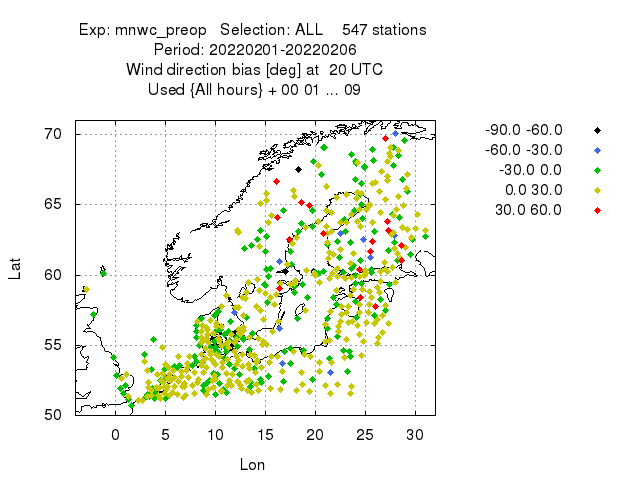 Exp: mnwc_preop   Selection: ALL    547 stations
Period: 20220201-20220206
Wind direction bias [deg] at  20 UTC
Used {All hours} + 00 01 ... 09
-90.0 -60.0
-60.0 -30.0
-30.0 0.0
0.0 30.0
30.0 60.0
70
65
60
55
50
Lat
0 5 10 15 20 25 30
Lon